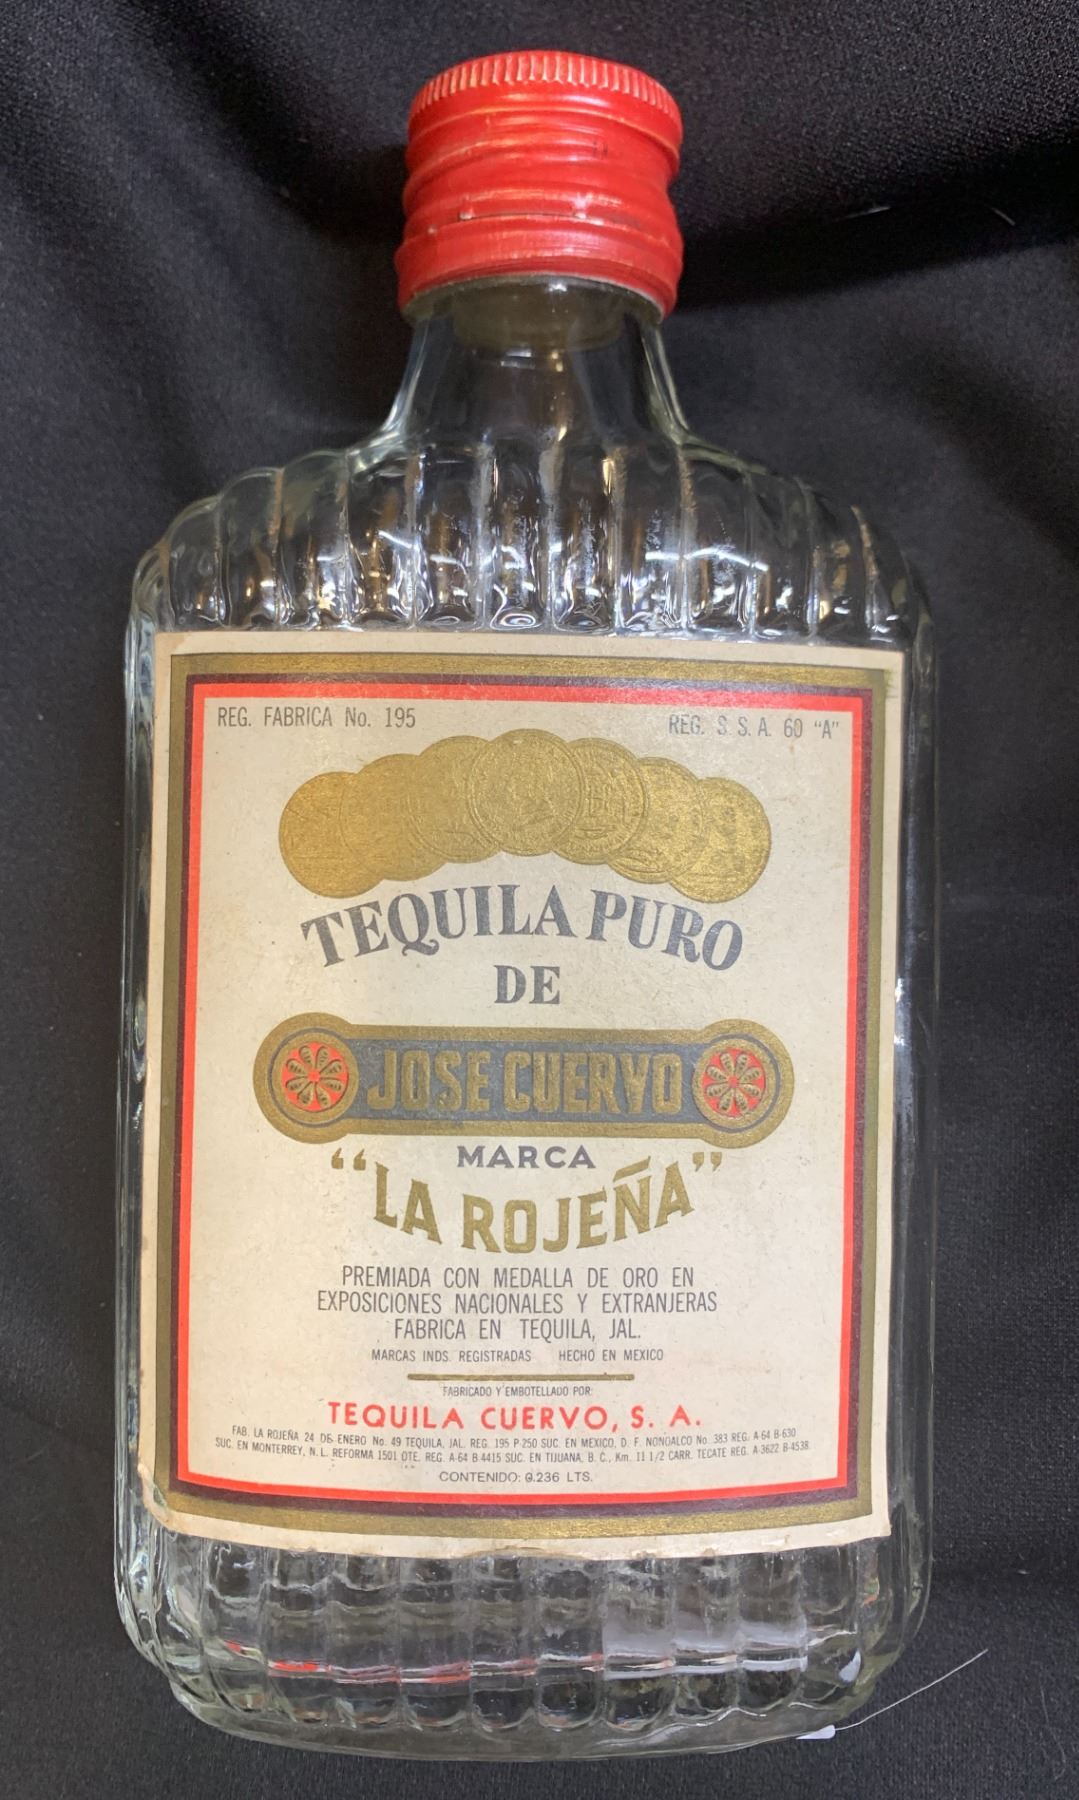 REG. FABRICA No. 195
REG. S. S. A. 60 "A"
TEQUILA PURO
DE
JOSE CUERVO
MARCA
"LA ROJEÑA"
PREMIADA CON MEDALLA DE ORO EN
EXPOSICIONES NACIONALES Y EXTRANJERAS
FABRICA EN TEQUILA, JAL.
MARCAS INDS. REGISTRADAS HECHO EN MEXICO
FABRICADO Y EMBOTELLADO POR:
TEQUILA CUERVO, S. A.
FAB. LA ROJEÑA 24 DE ENERO No. 49 TEQUILA, JAL. REG. 195 P-250 SUC. EN MEXICO, D. F. NONOALCO No. 383 REG. A-64 B-630
SUC. EN MONTERREY, N. L. REFORMA 1501 OTE. REG. A-64 B-4415 SUC. EN TIJUANA, B. C., Km. 11 1/2 CARR. TECATE REG. A-3622 B-4538.
CONTENIDO: 0.236 LTS.